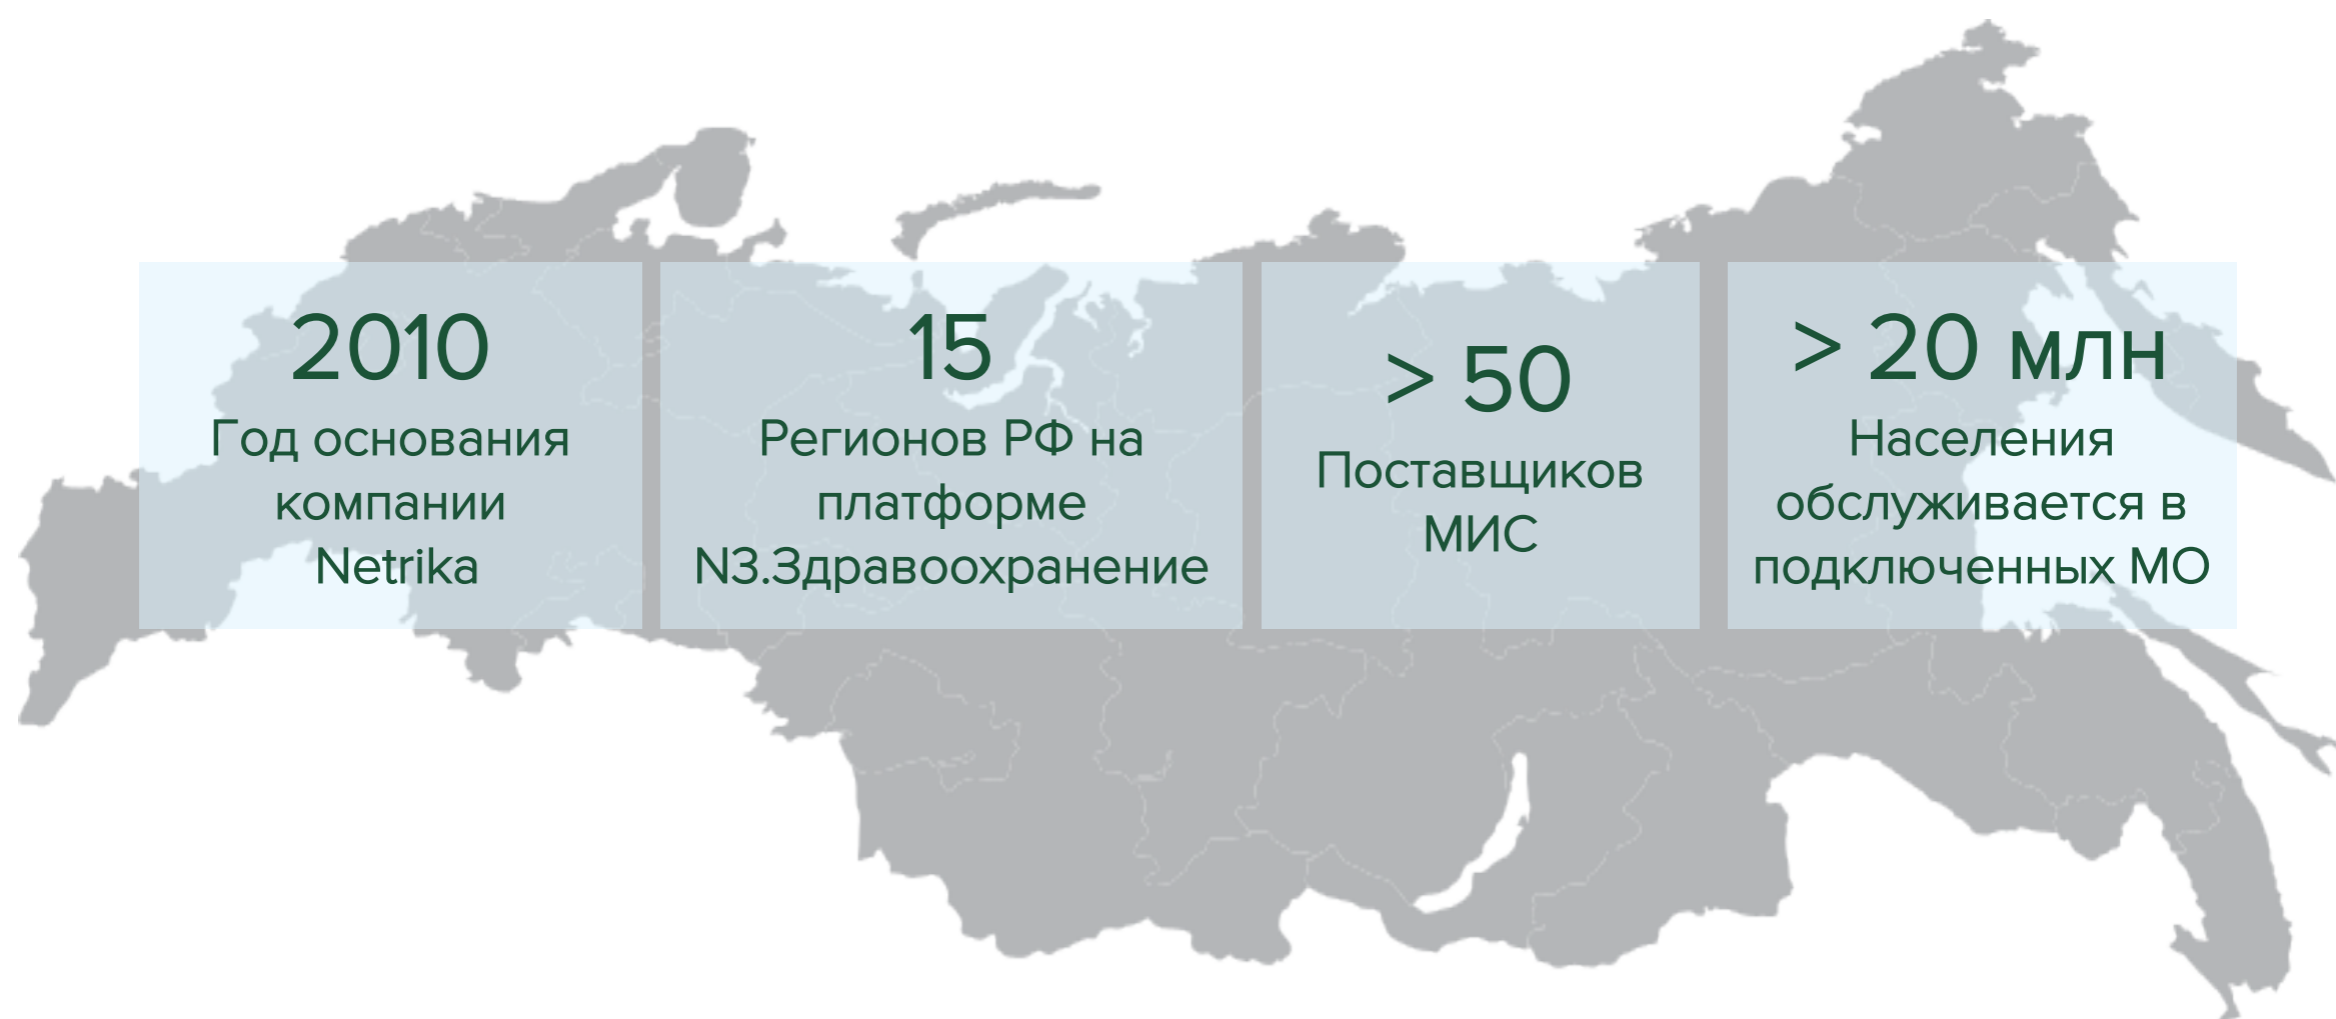 2010
Год основания
компании
Netrika
15
Регионов РФ на
платформе
N3.Здравоохранение
> 50
Поставщиков
МИС
> 20 млн
Населения
обслуживается в
подключенных МО